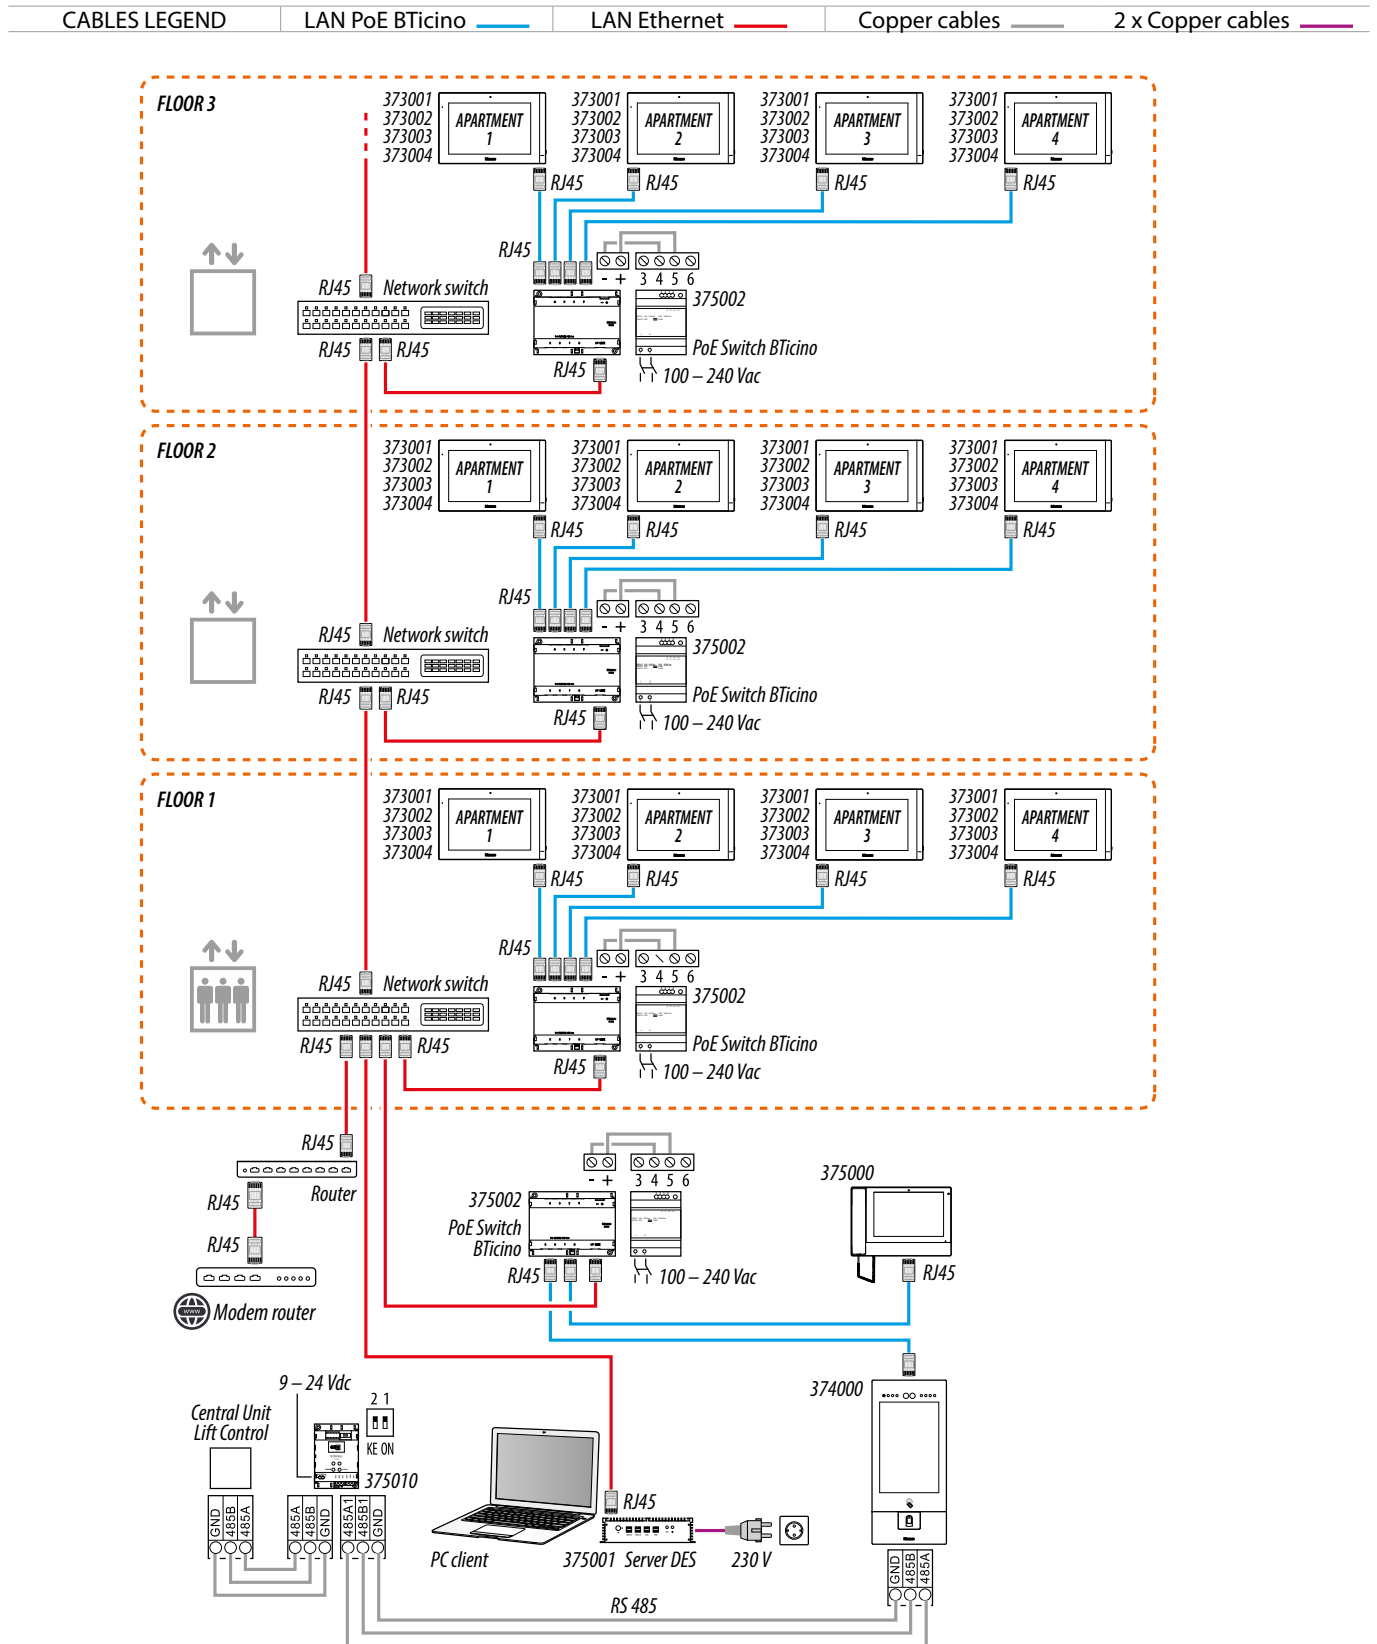 CABLES LEGEND
LAN PoE BTicino
LAN Ethernet
Copper cables
2 x Copper cables
FLOOR 3
373001
373002
373003
373004
APARTMENT
1
373001
373002
373003
373004
APARTMENT
2
373001
373002
373003
373004
APARTMENT
3
373001
373002
373003
373004
APARTMENT
4
RJ45
RJ45
RJ45
RJ45
RJ45
- + 3 4 5 6
RJ45
Network switch
375002
RJ45
RJ45
PoE Switch BTicino
RJ45
100 – 240 Vac
FLOOR 2
373001
373002
373003
373004
APARTMENT
1
373001
373002
373003
373004
APARTMENT
2
373001
373002
373003
373004
APARTMENT
3
373001
373002
373003
373004
APARTMENT
4
RJ45
RJ45
RJ45
RJ45
RJ45
- + 3 4 5 6
RJ45
Network switch
375002
RJ45
RJ45
PoE Switch BTicino
RJ45
100 – 240 Vac
FLOOR 1
373001
373002
373003
373004
APARTMENT
1
373001
373002
373003
373004
APARTMENT
2
373001
373002
373003
373004
APARTMENT
3
373001
373002
373003
373004
APARTMENT
4
RJ45
RJ45
RJ45
RJ45
RJ45
- + 3 4 5 6
RJ45
Network switch
375002
RJ45
RJ45
PoE Switch BTicino
RJ45
100 – 240 Vac
RJ45
Router
RJ45
RJ45
www
Modem router
- + 3 4 5 6
375002
PoE Switch
BTicino
RJ45
100 – 240 Vac
375000
RJ45
374000
9 – 24 Vdc
Central Unit
Lift Control
2 1
KE ON
375010
GND
485B
485A
485A
485B
GND
485A1
485B1
GND
PC client
RJ45
375001
Server DES
230 V
GND
485B
485A
RS 485